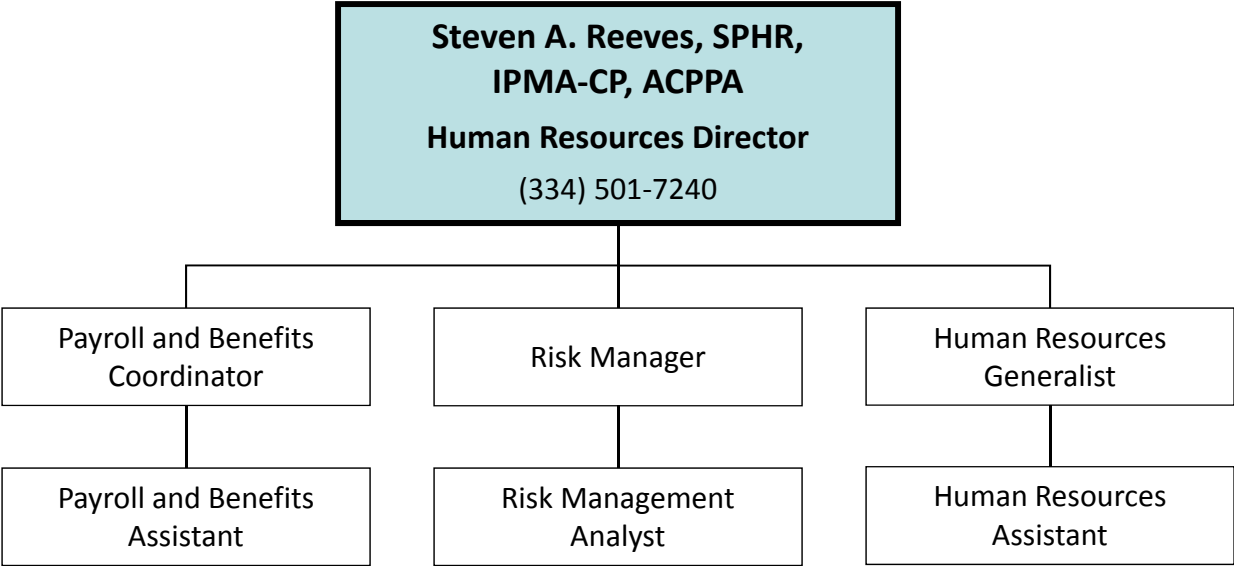 Steven A. Reeves, SPHR,
IPMA-CP, ACPPA
Human Resources Director
(334) 501-7240
Payroll and Benefits
Coordinator
Risk Manager
Human Resources
Generalist
Payroll and Benefits
Assistant
Risk Management
Analyst
Human Resources
Assistant